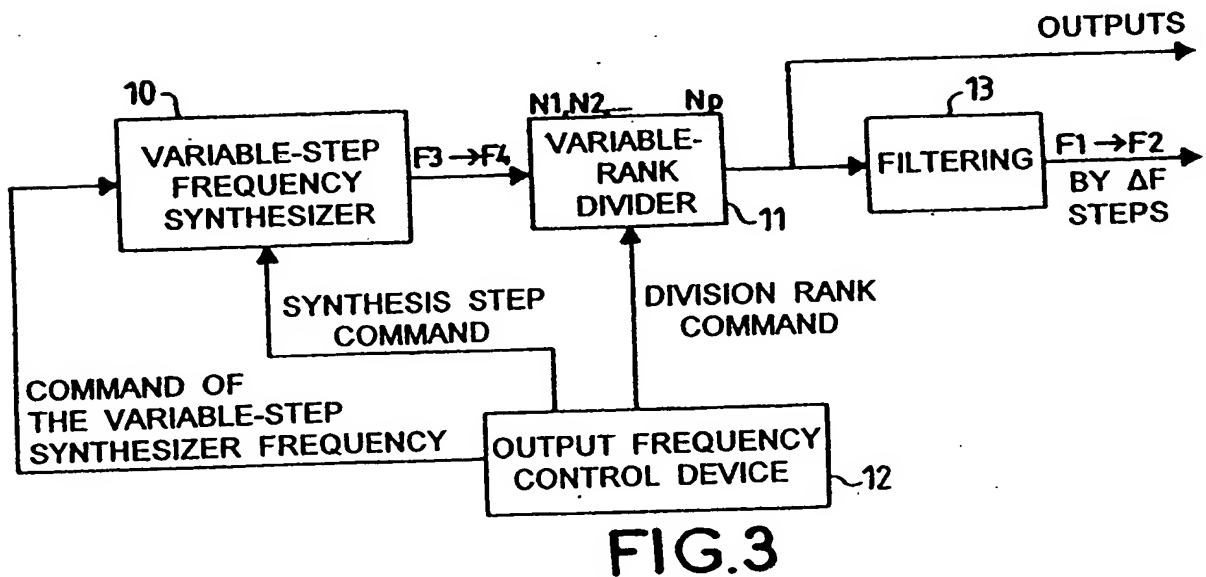 OUTPUTS
10
N1,N2... Np
13
VARIABLE-STEP
FREQUENCY
SYNTHESIZER
F3→F4
VARIABLE-
RANK
DIVIDER
FILTERING
F1→F2
BY ΔF
STEPS
11
SYNTHESIS STEP
COMMAND
DIVISION RANK
COMMAND
COMMAND OF
THE VARIABLE-STEP
SYNTHESIZER FREQUENCY
OUTPUT FREQUENCY
CONTROL DEVICE
12
FIG.3